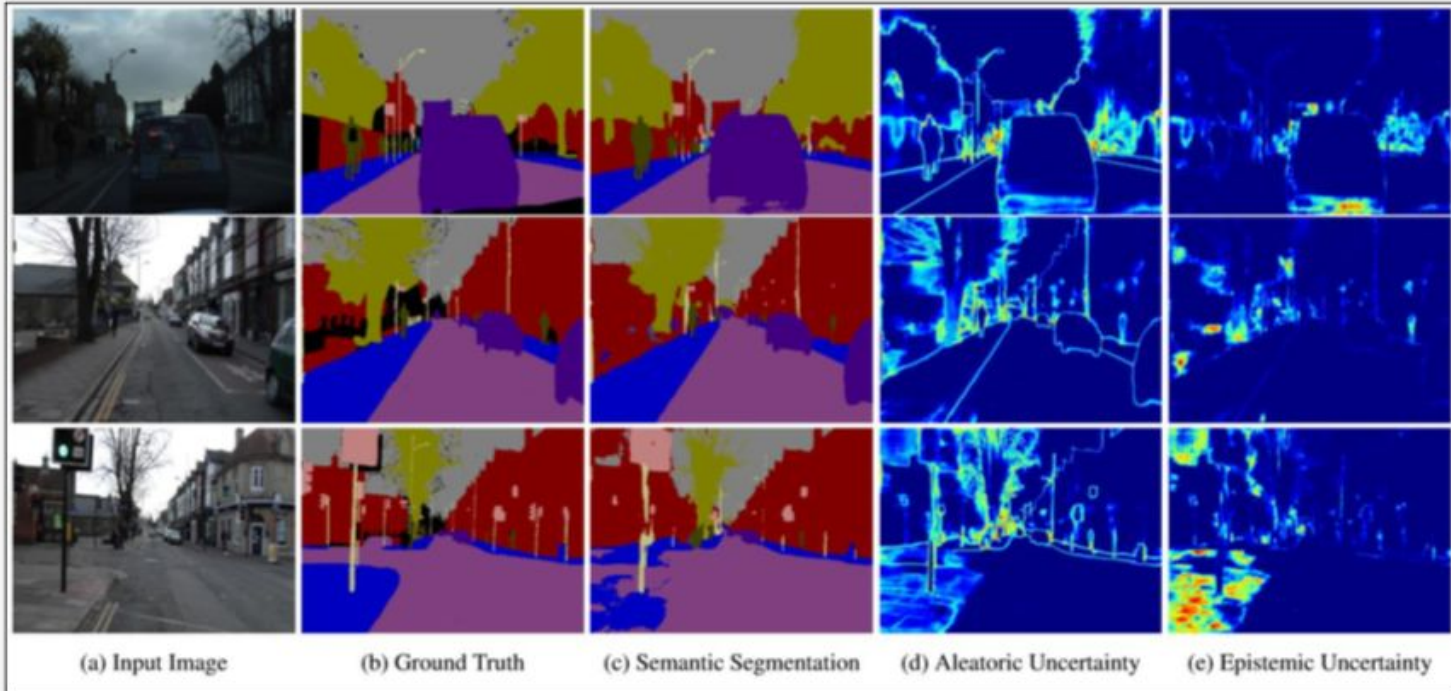 (a) Input Image
(b) Ground Truth
(c) Semantic Segmentation
(d) Aleatoric Uncertainty
(e) Epistemic Uncertainty